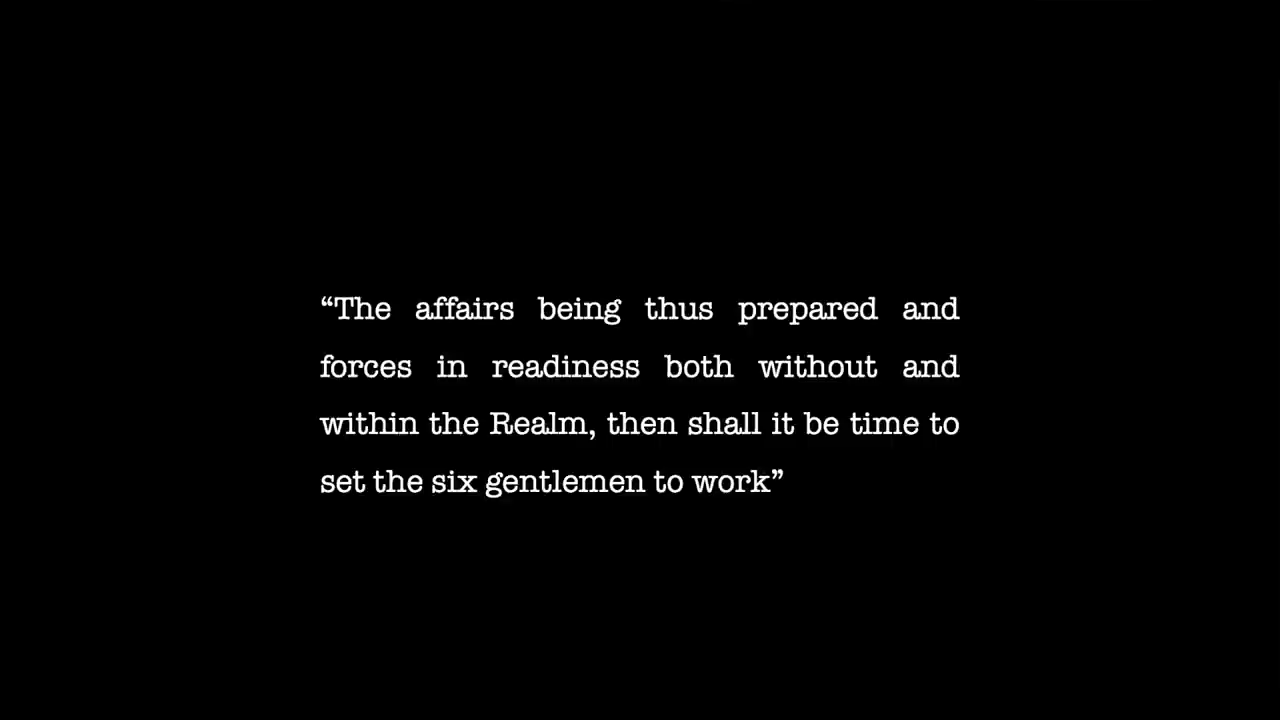 “The affairs being thus prepared and
forces in readiness both without and
within the Realm, then shall it be time to
set the six gentlemen to work”